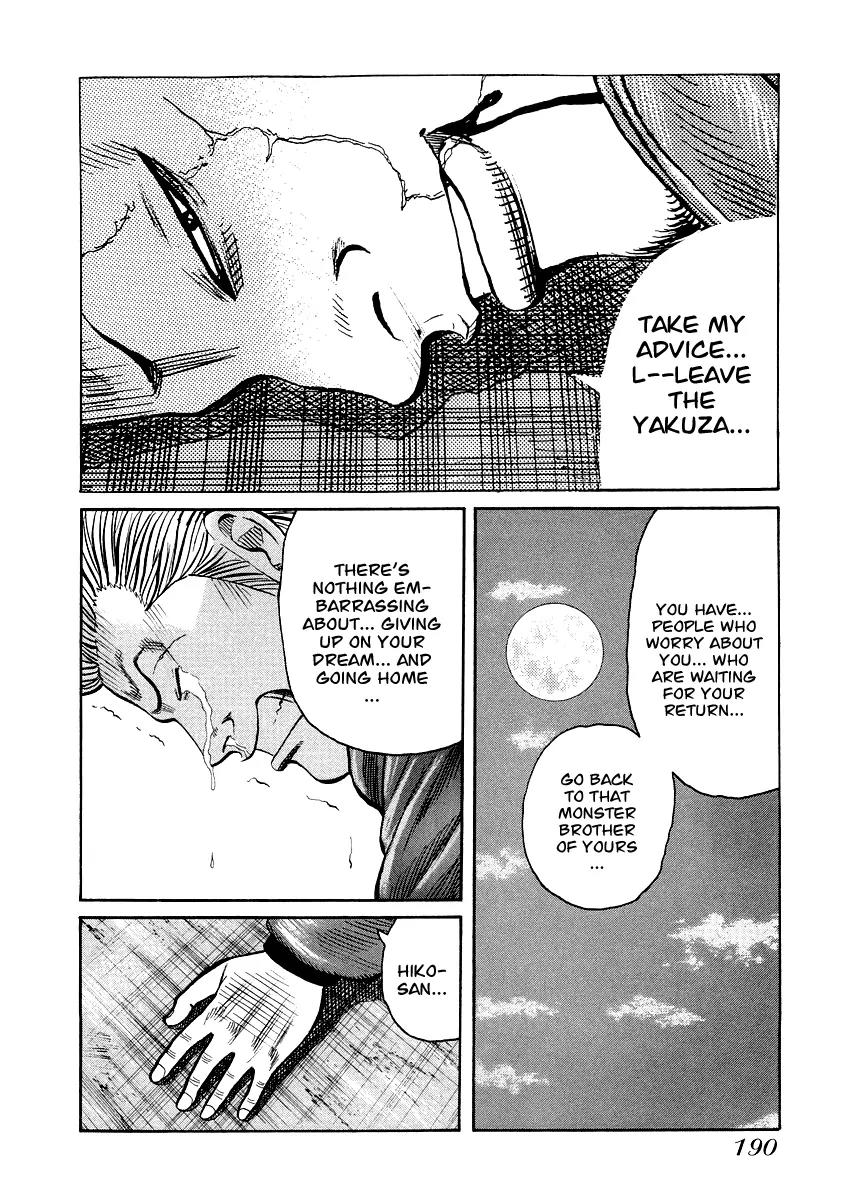 TAKE MY
ADVICE...
L--LEAVE
THE
YAKUZA...
YOU HAVE...
PEOPLE WHO
WORRY ABOUT
YOU... WHO
ARE WAITING
FOR YOUR
RETURN...
GO BACK
TO THAT
MONSTER
BROTHER
OF YOURS
...
THERE'S
NOTHING EM-
BARRASSING
ABOUT... GIVING
UP ON YOUR
DREAM... AND
GOING HOME
...
HIKO-
SAN...
190